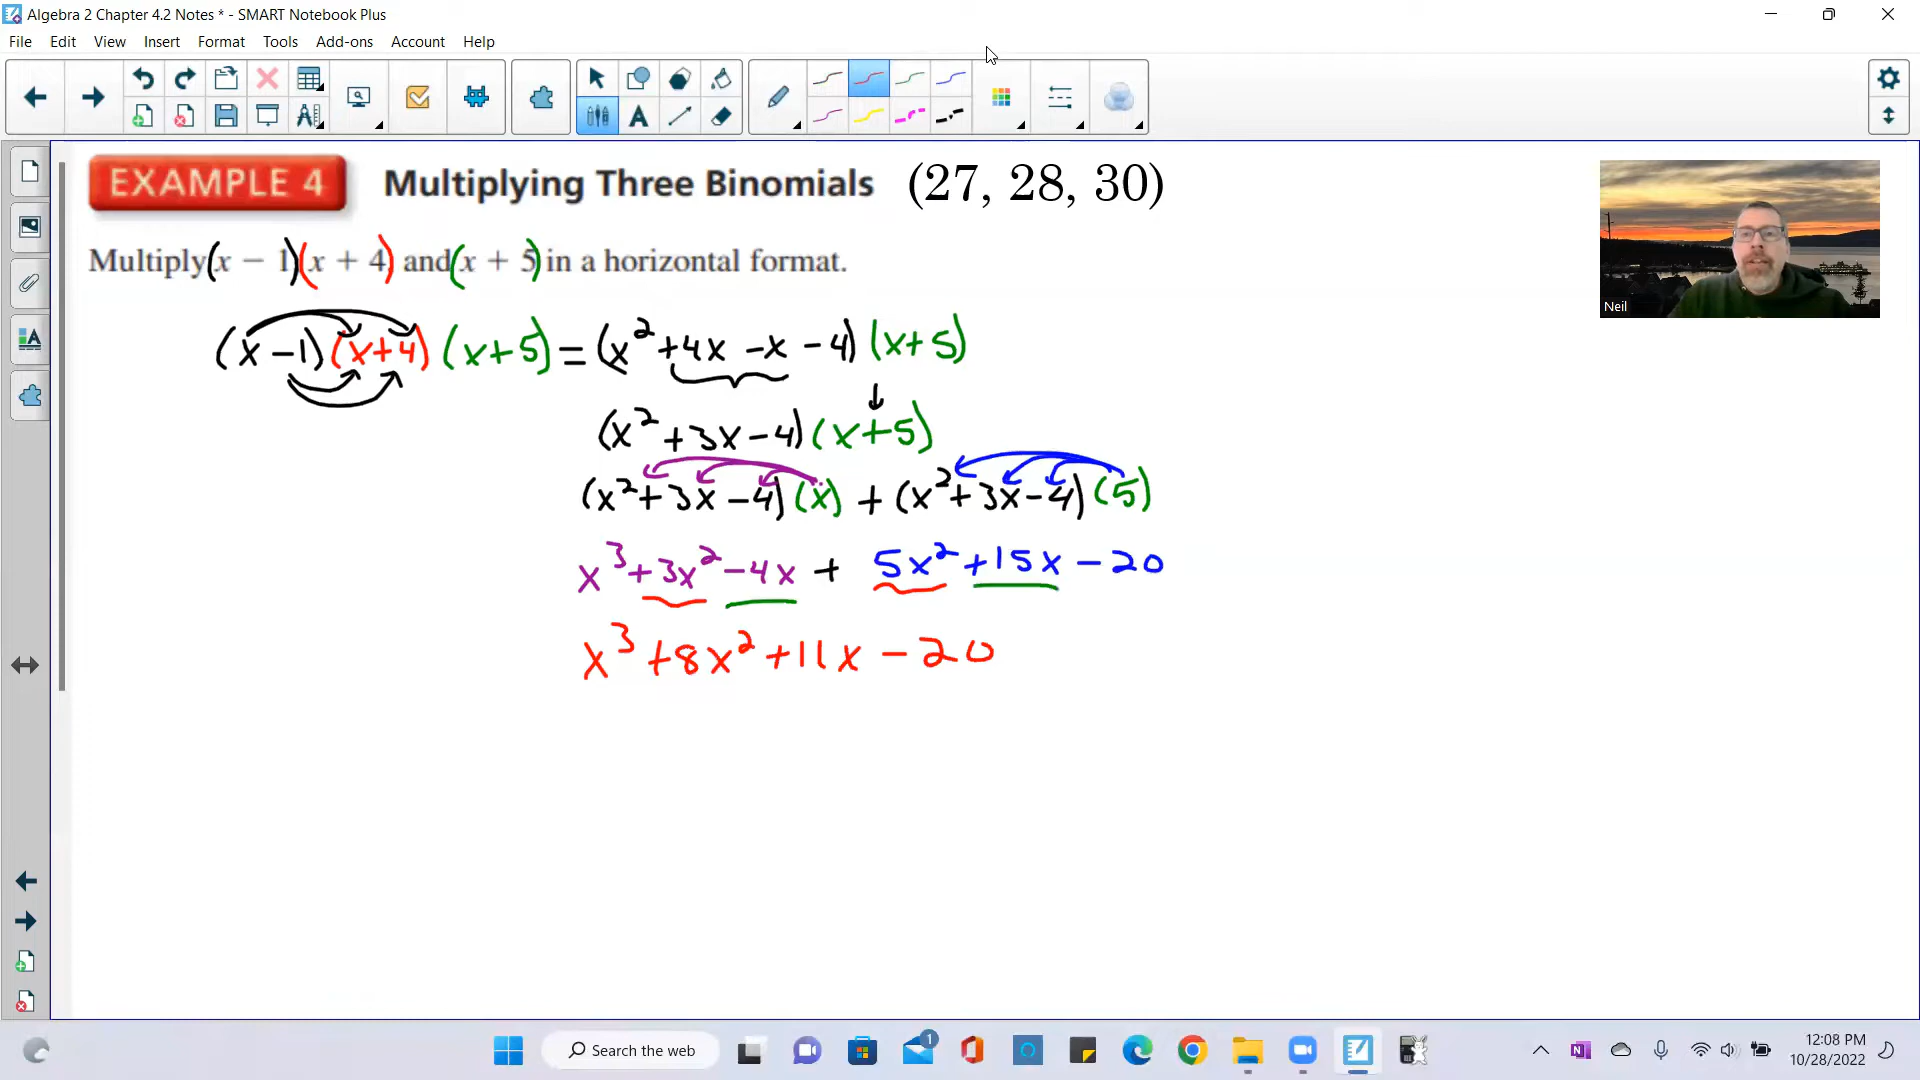 Algebra 2 Chapter 4.2 Notes * - SMART Notebook Plus
File Edit View Insert Format Tools Add-ons Account Help
EXAMPLE 4 Multiplying Three Binomials (27, 28, 30)
Multiply (x − 1) (x + 4) and (x + 5) in a horizontal format.
(x −1)(x+4)(x+5) = (x² +4x −x −4)(x+5)
(x² +3x −4)(x+5)
(x²+3x −4)(x) + (x²+3x−4)(5)
x³+3x²−4x + 5x² +15x −20
x³ +8x² +11x −20
Neil
Search the web
1
12:08 PM
10/28/2022